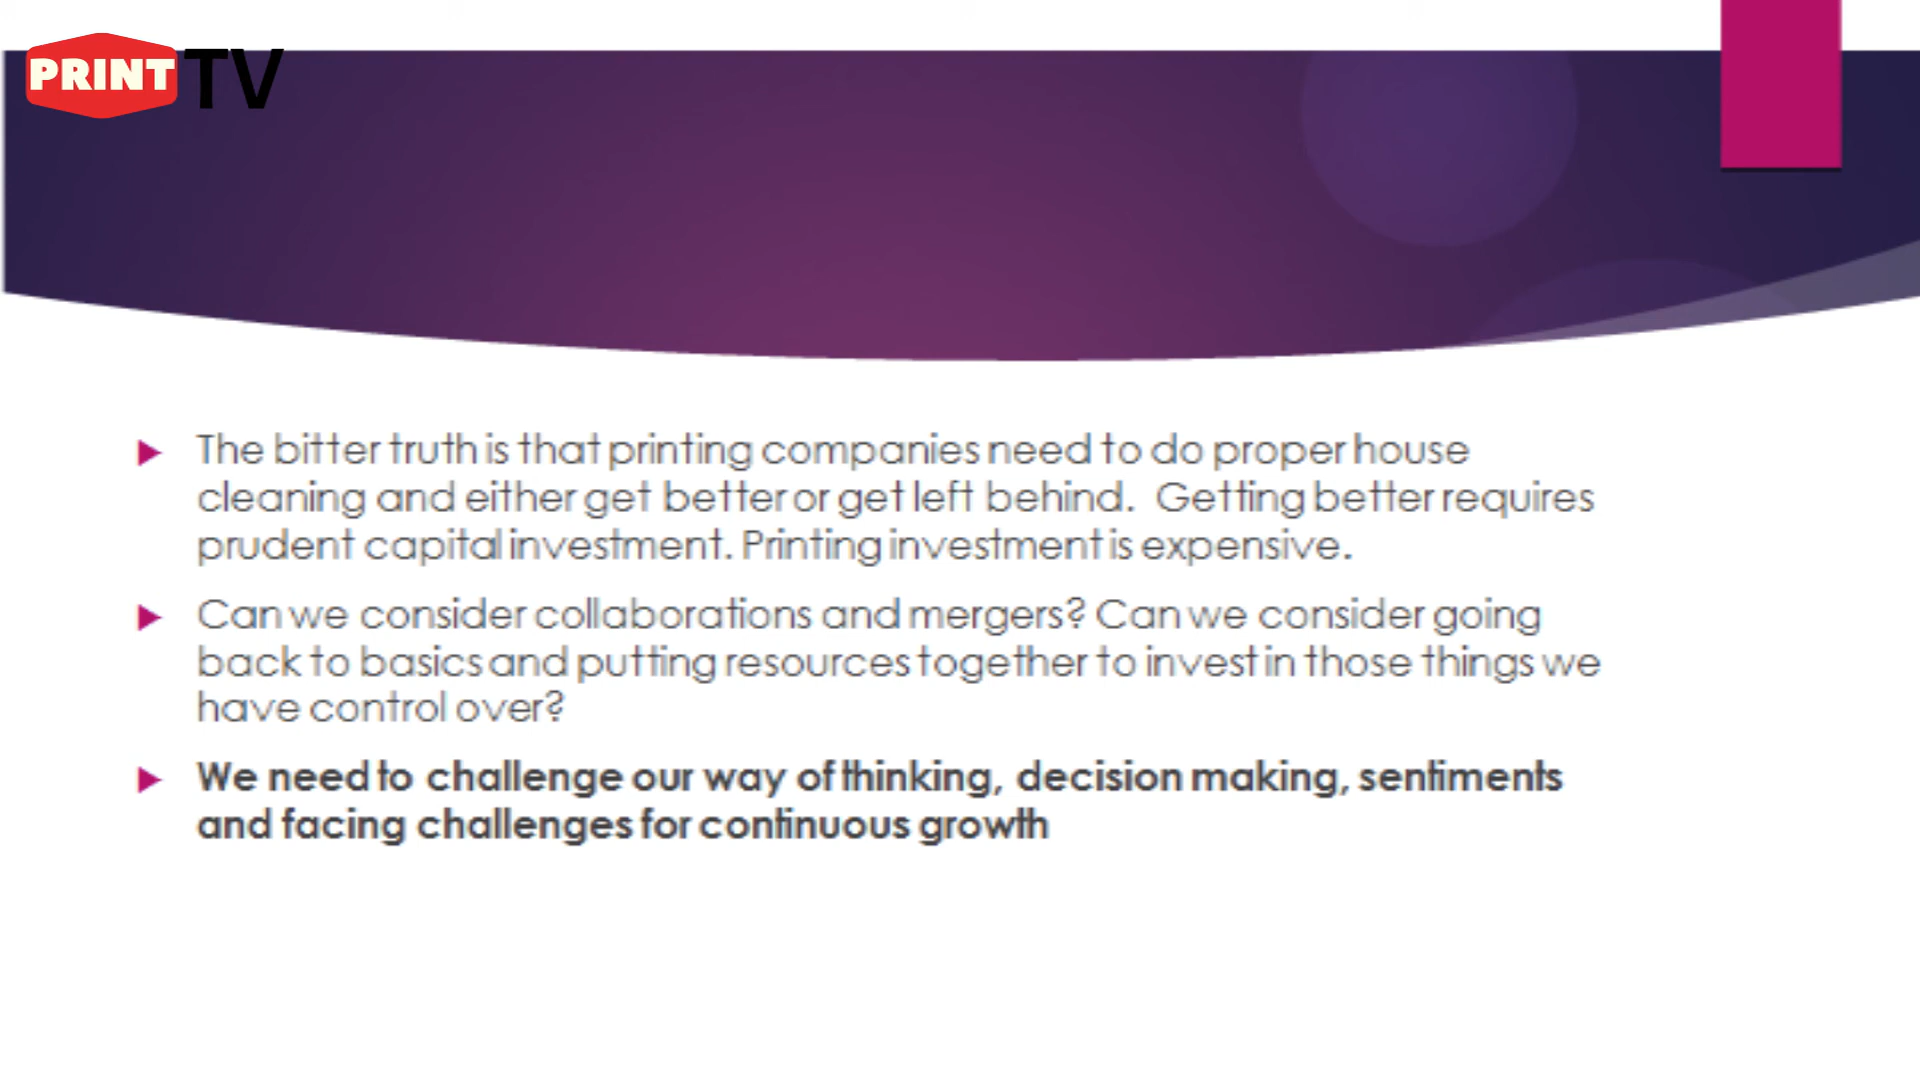 PRINT TV
The bitter truth is that printing companies need to do proper house
cleaning and either get better or get left behind.  Getting better requires
prudent capital investment. Printing investment is expensive.
Can we consider collaborations and mergers? Can we consider going
back to basics and putting resources together to invest in those things we
have control over?
We need to challenge our way of thinking, decision making, sentiments
and facing challenges for continuous growth